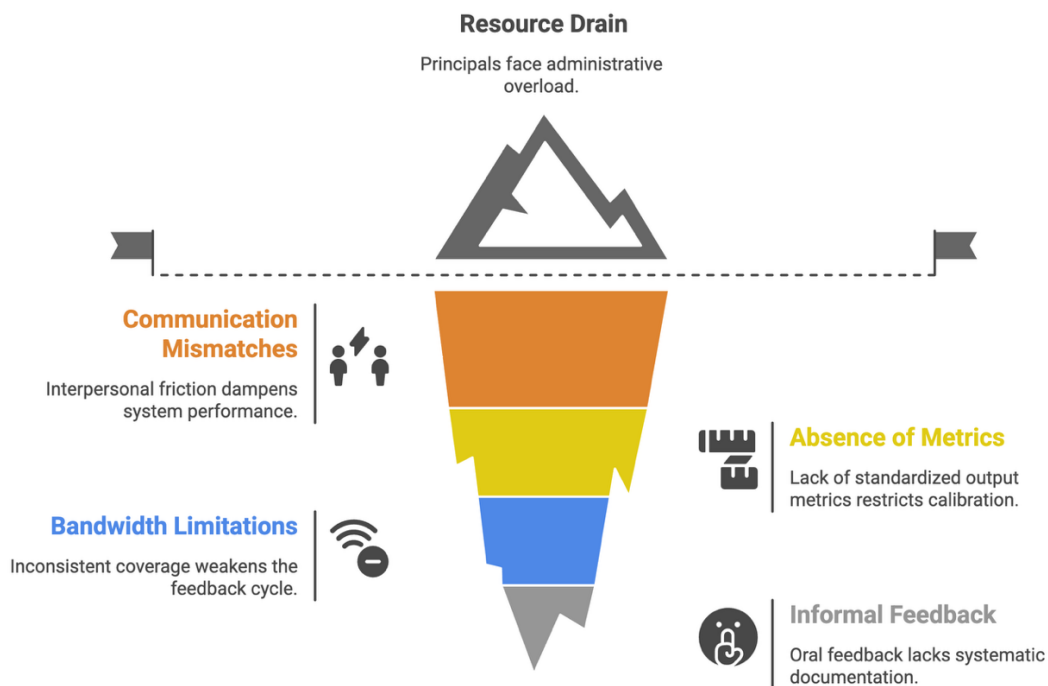 Resource Drain
Principals face administrative
overload.
Communication
Mismatches
Interpersonal friction dampens
system performance.
Absence of Metrics
Lack of standardized output
metrics restricts calibration.
Bandwidth Limitations
Inconsistent coverage weakens the
feedback cycle.
Informal Feedback
Oral feedback lacks systematic
documentation.